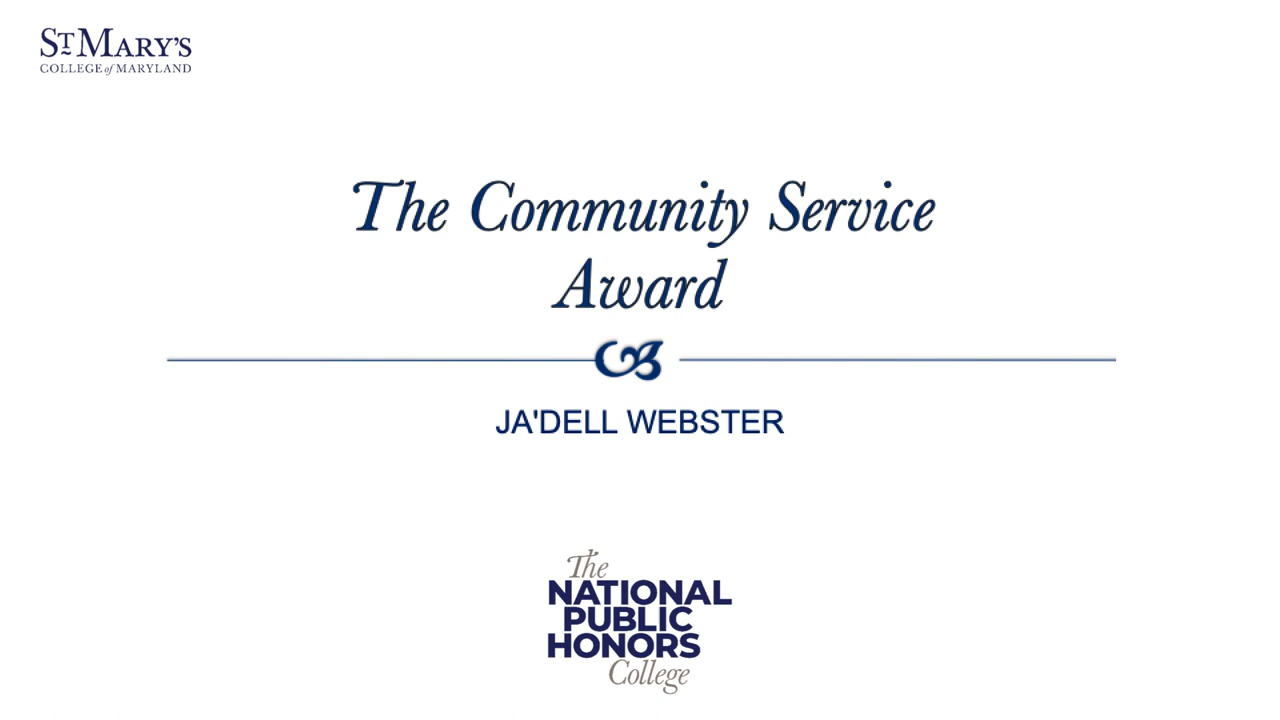 ST MARY'S
COLLEGE of MARYLAND
The Community Service
Award
JA'DELL WEBSTER
The
NATIONAL
PUBLIC
HONORS
College